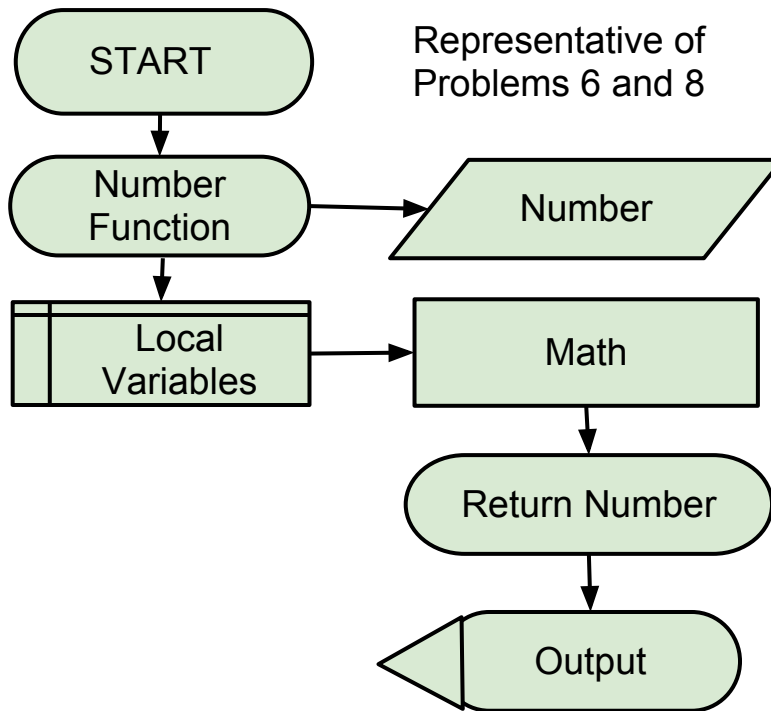 START
Representative of
Problems 6 and 8
Number
Function
Number
Local
Variables
Math
Return Number
Output